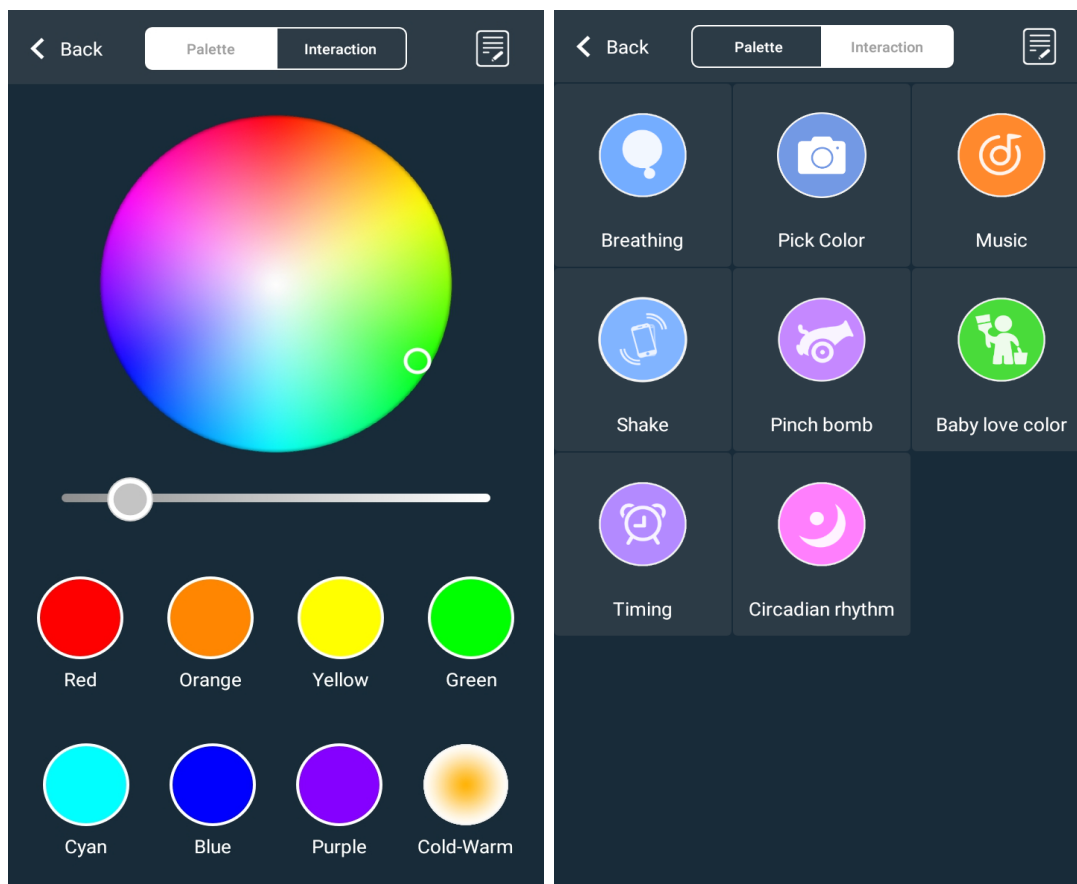 Back
Palette
Interaction
Red
Orange
Yellow
Green
Cyan
Blue
Purple
Cold-Warm
Back
Palette
Interaction
Breathing
Pick Color
Music
Shake
Pinch bomb
Baby love color
Timing
Circadian rhythm